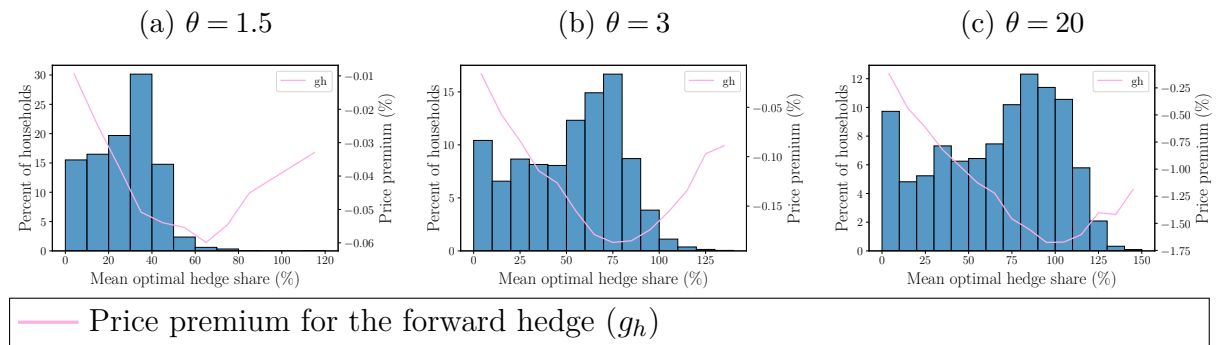 (a) θ = 1.5
(b) θ = 3
(c) θ = 20
Percent of households
30
25
20
15
10
5
0
0 20 40 60 80 100 120
Mean optimal hedge share (%)
gh
−0.01
−0.02
−0.03
−0.04
−0.05
−0.06
Price premium (%)
Percent of households
15
10
5
0
0 25 50 75 100 125
Mean optimal hedge share (%)
gh
−0.05
−0.10
−0.15
Price premium (%)
Percent of households
12
10
8
6
4
2
0
0 25 50 75 100 125 150
Mean optimal hedge share (%)
gh
−0.25
−0.50
−0.75
−1.00
−1.25
−1.50
−1.75
Price premium (%)
Price premium for the forward hedge (g_h)